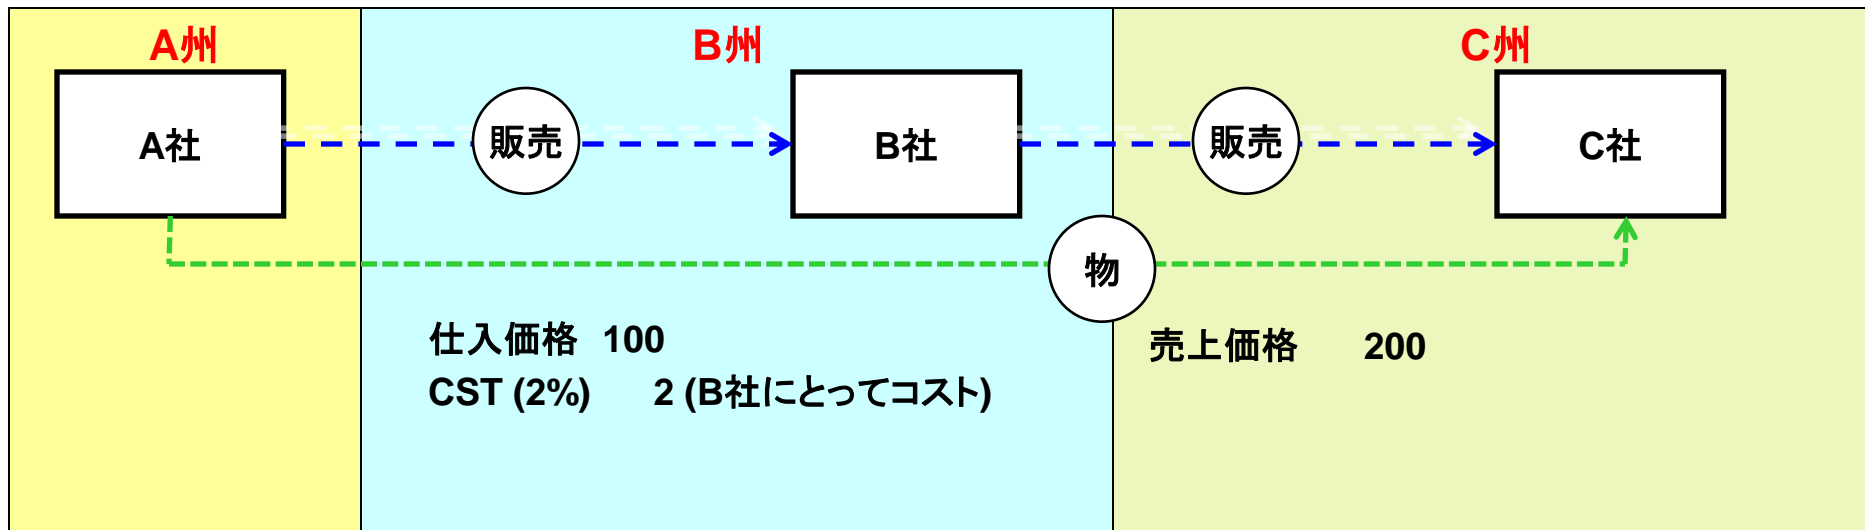 A州
B州
C州
A社
販売
B社
販売
C社
物
仕入価格 100
売上価格 200
CST (2%) 2 (B社にとってコスト)